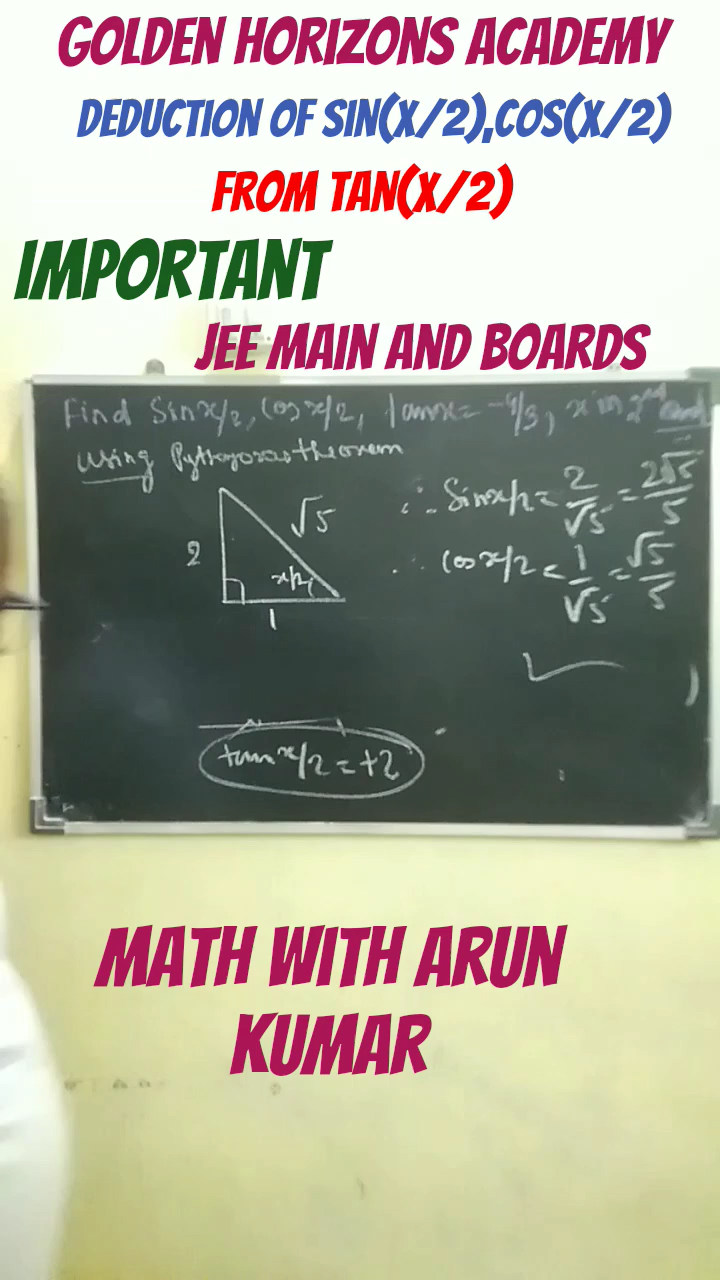 GOLDEN HORIZONS ACADEMY
DEDUCTION OF SIN(X/2),COS(X/2)
FROM TAN(X/2)
IMPORTANT
JEE MAIN AND BOARDS
Find Sin x/2, Cos x/2, tan x = -4/3, x in 2nd quad
using Pythagoras theorem
√5
2
x/2
1
∴ Sin x/2 = 2/√5 = 2√5/5
∴ Cos x/2 = 1/√5 = √5/5
tan x/2 = +2
MATH WITH ARUN
KUMAR